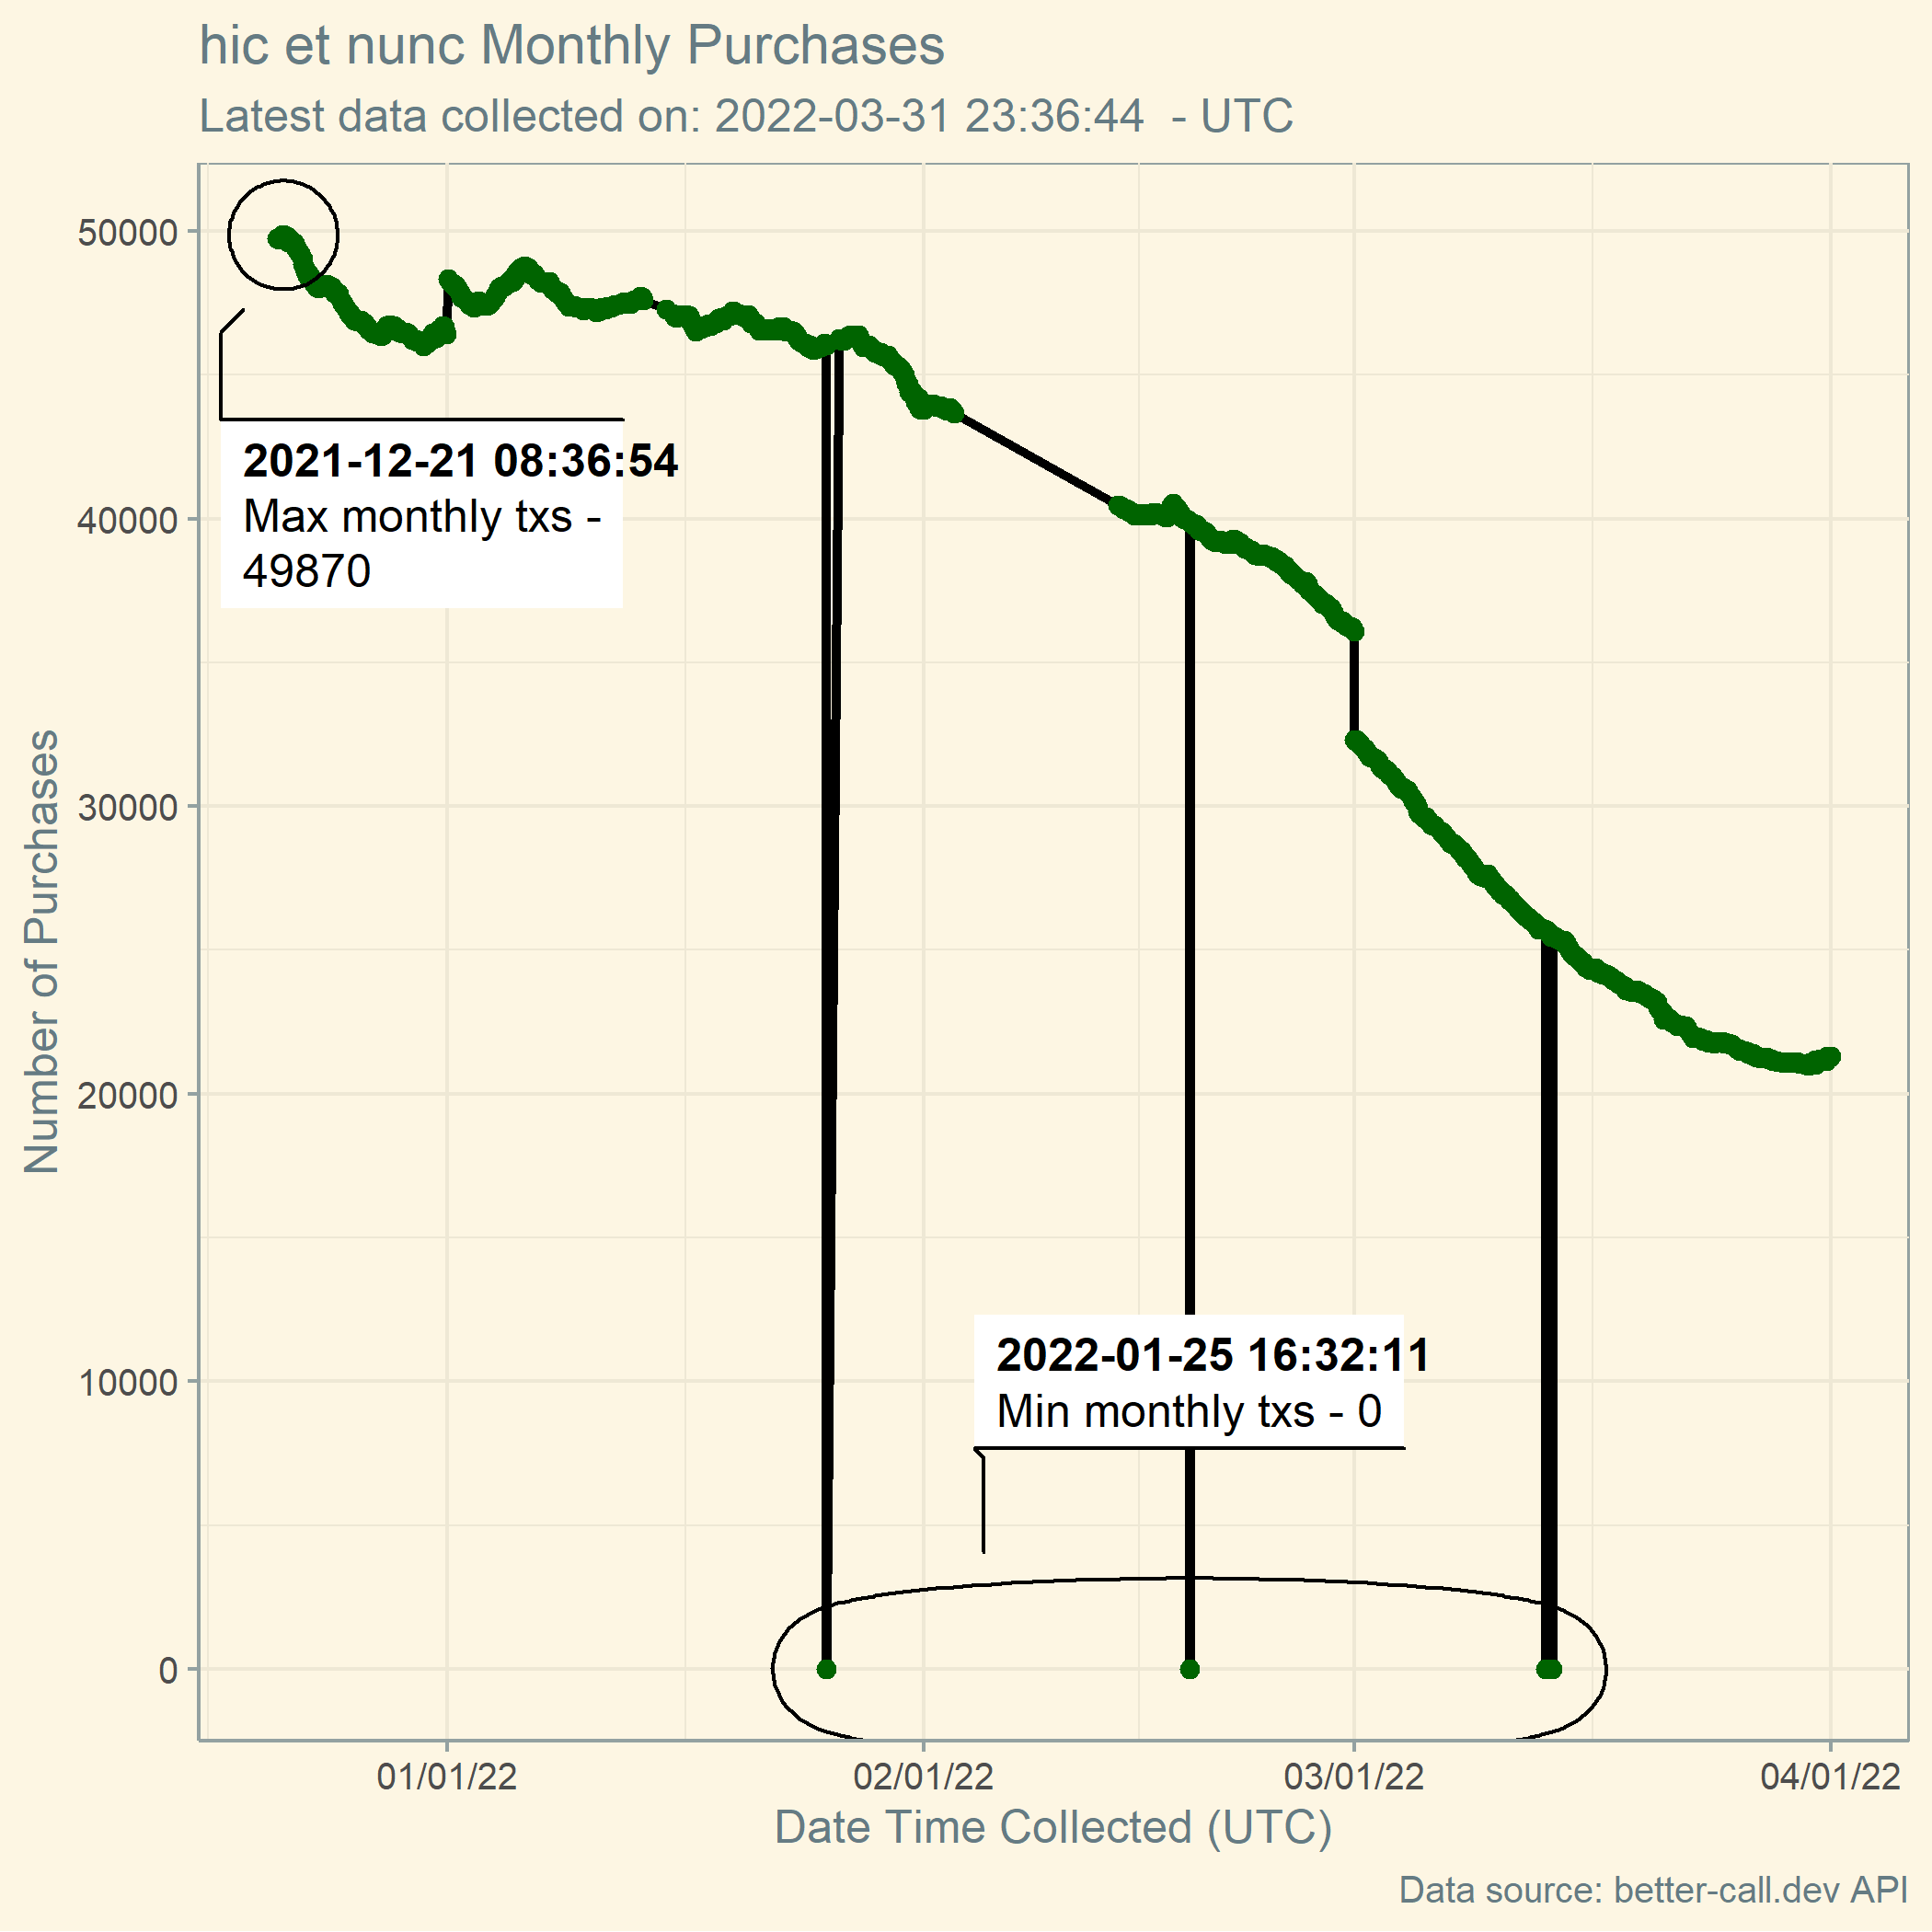 hic et nunc Monthly Purchases
Latest data collected on: 2022-03-31 23:36:44  - UTC
Number of Purchases
50000
40000
30000
20000
10000
0
2021-12-21 08:36:54
Max monthly txs -
49870
2022-01-25 16:32:11
Min monthly txs - 0
01/01/22
02/01/22
03/01/22
04/01/22
Date Time Collected (UTC)
Data source: better-call.dev API